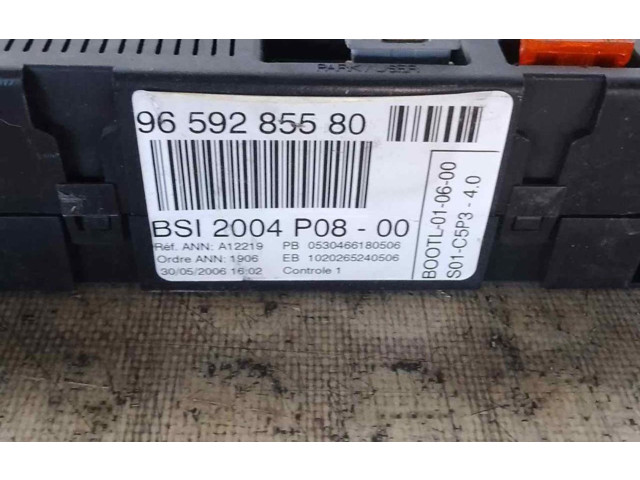 PARK/USER
96 592 855 80
BSI 2004 P08 - 00
Réf. ANN: A12219 PB 0530466180506
Ordre ANN: 1906 EB 1020265240506
30/05/2006 16:02 Controle 1
BOOTL-01-06-00
S01-C5P3 - 4.0